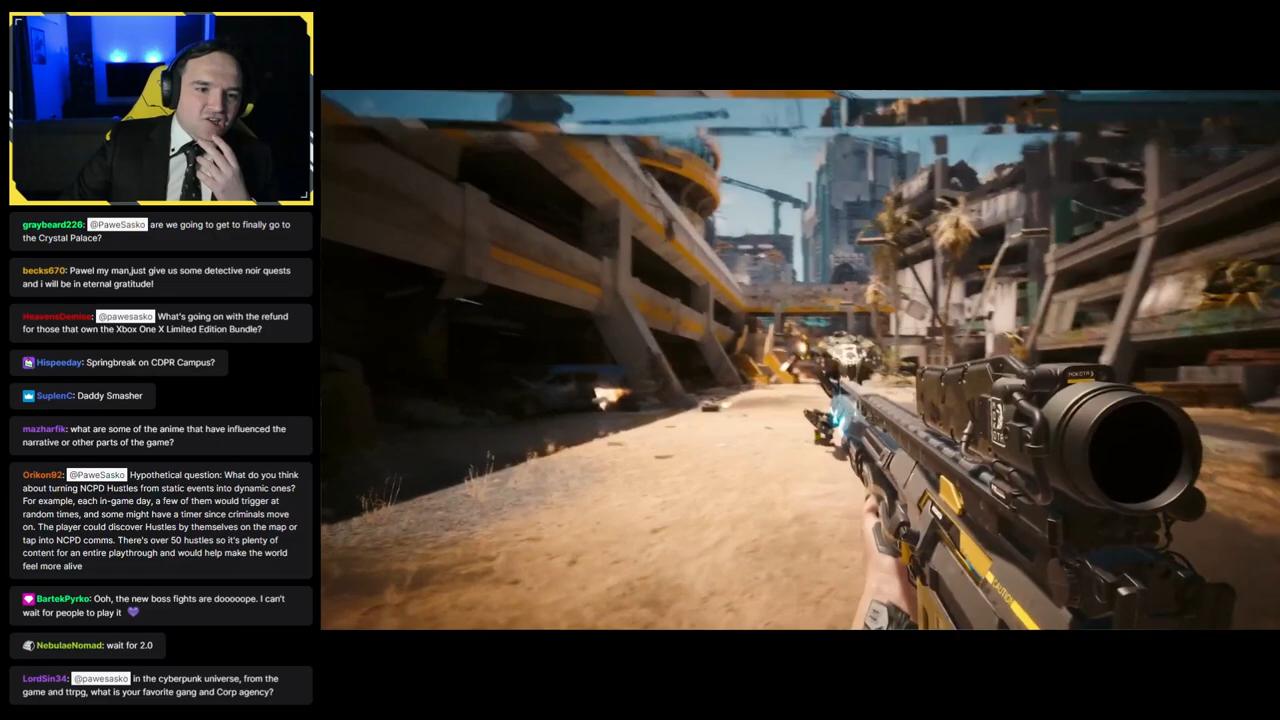 graybeard226: @PaweSasko are we going to get to finally go to
the Crystal Palace?
becks670: Pawel my man,just give us some detective noir quests
and i will be in eternal gratitude!
HeavensDemise: @pawesasko What's going on with the refund
for those that own the Xbox One X Limited Edition Bundle?
Hispeeday: Springbreak on CDPR Campus?
SuplenC: Daddy Smasher
mazharfik: what are some of the anime that have influenced the
narrative or other parts of the game?
Orikon92: @PaweSasko Hypothetical question: What do you think
about turning NCPD Hustles from static events into dynamic ones?
For example, each in-game day, a few of them would trigger at
random times, and some might have a timer since criminals move
on. The player could discover Hustles by themselves on the map or
tap into NCPD comms. There's over 50 hustles so it's plenty of
content for an entire playthrough and would help make the world
feel more alive
BartekPyrko: Ooh, the new boss fights are dooooope. I can't
wait for people to play it
NebulaeNomad: wait for 2.0
LordSin34: @pawesasko in the cyberpunk universe, from the
game and ttrpg, what is your favorite gang and Corp agency?
CAUTION